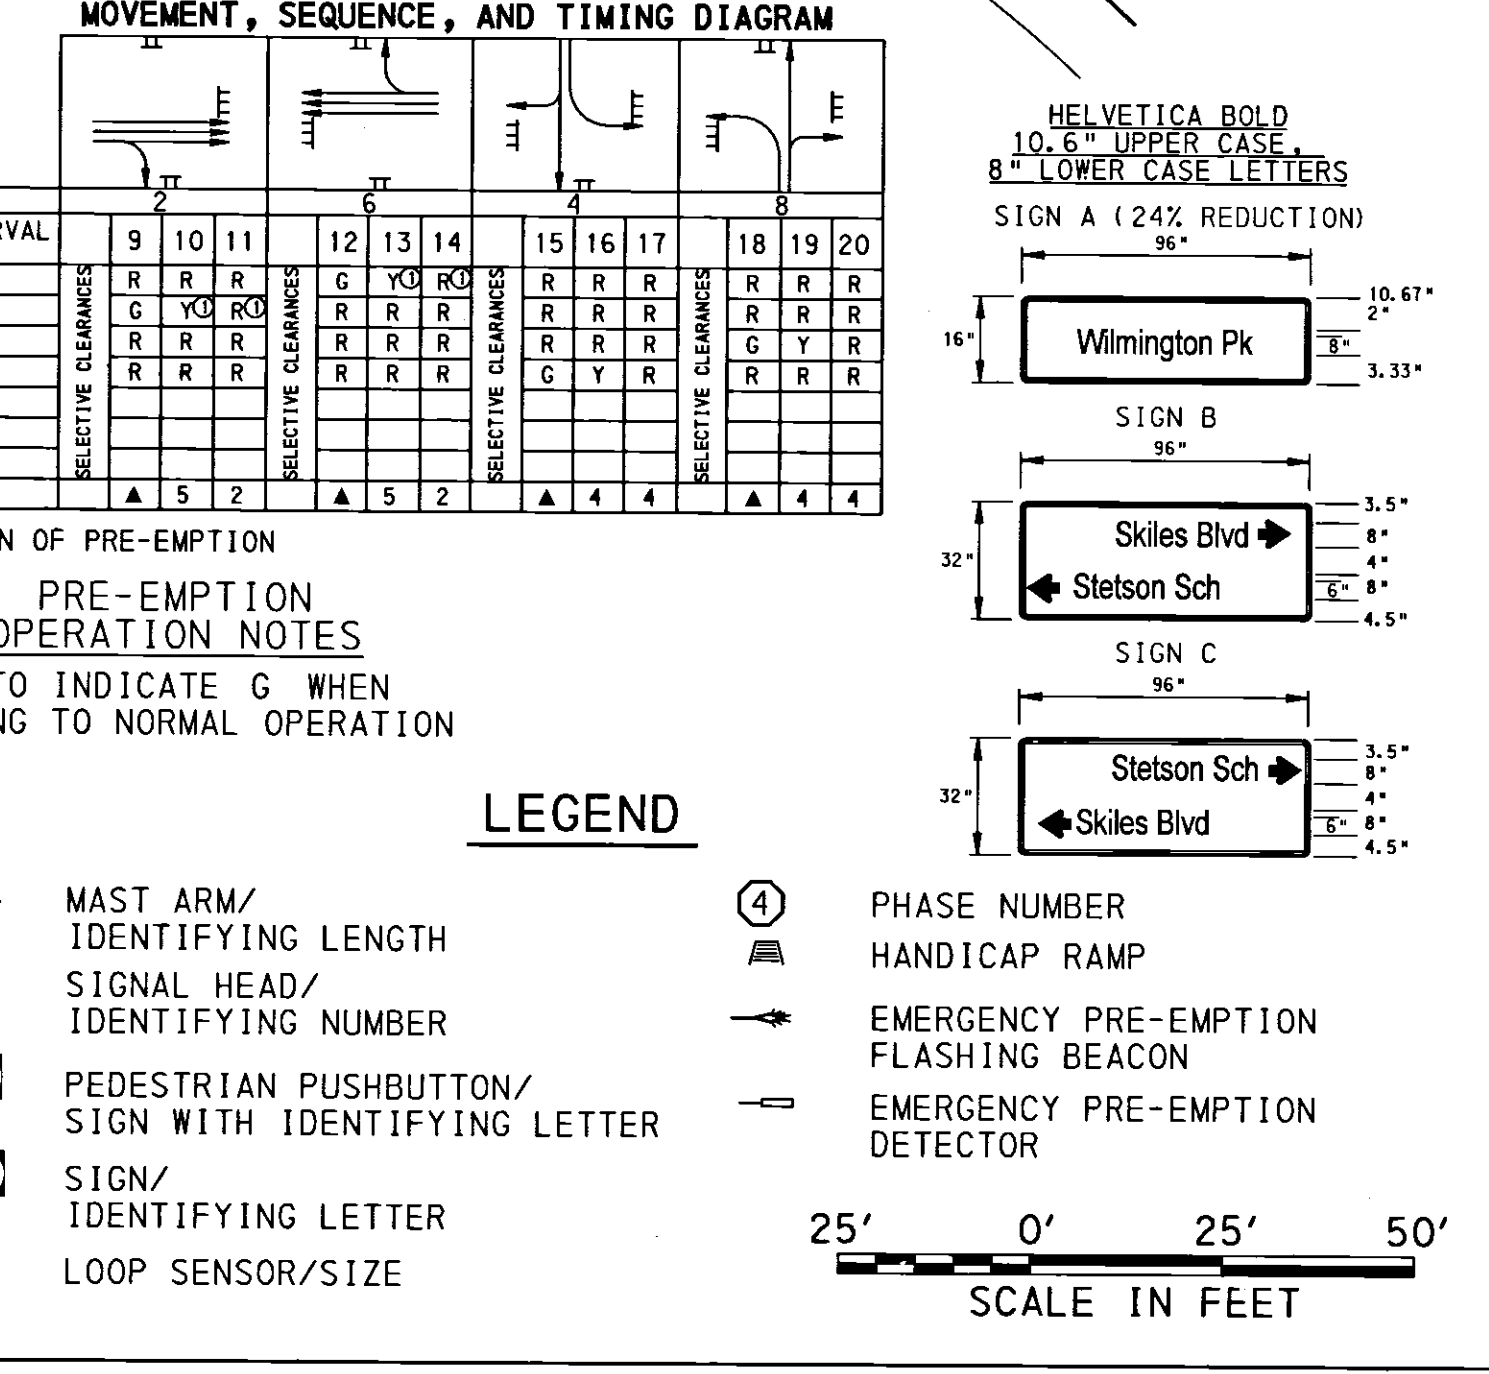 MOVEMENT, SEQUENCE, AND TIMING DIAGRAM
2 6 4 8
RVAL 9 10 11 12 13 14 15 16 17 18 19 20
SELECTIVE CLEARANCES
SELECTIVE CLEARANCES
SELECTIVE CLEARANCES
SELECTIVE CLEARANCES
R R R G Y① R① R R R R R R
G Y① R① R R R R R R R R R
R R R R R R R R R G Y R
R R R R R R G Y R R R R
▲ 5 2 ▲ 5 2 ▲ 4 4 ▲ 4 4
N OF PRE-EMPTION
PRE-EMPTION
OPERATION NOTES
TO INDICATE G WHEN
NG TO NORMAL OPERATION
HELVETICA BOLD
10.6" UPPER CASE,
8" LOWER CASE LETTERS
SIGN A (24% REDUCTION)
96"
16"
Wilmington Pk
10.67"
2"
8"
3.33"
SIGN B
96"
32"
Skiles Blvd
Stetson Sch
3.5"
8"
4"
6" 8"
4.5"
SIGN C
96"
32"
Stetson Sch
Skiles Blvd
3.5"
8"
4"
6" 8"
4.5"
LEGEND
MAST ARM/
IDENTIFYING LENGTH
SIGNAL HEAD/
IDENTIFYING NUMBER
PEDESTRIAN PUSHBUTTON/
SIGN WITH IDENTIFYING LETTER
SIGN/
IDENTIFYING LETTER
LOOP SENSOR/SIZE
4 PHASE NUMBER
HANDICAP RAMP
EMERGENCY PRE-EMPTION
FLASHING BEACON
EMERGENCY PRE-EMPTION
DETECTOR
25' 0' 25' 50'
SCALE IN FEET